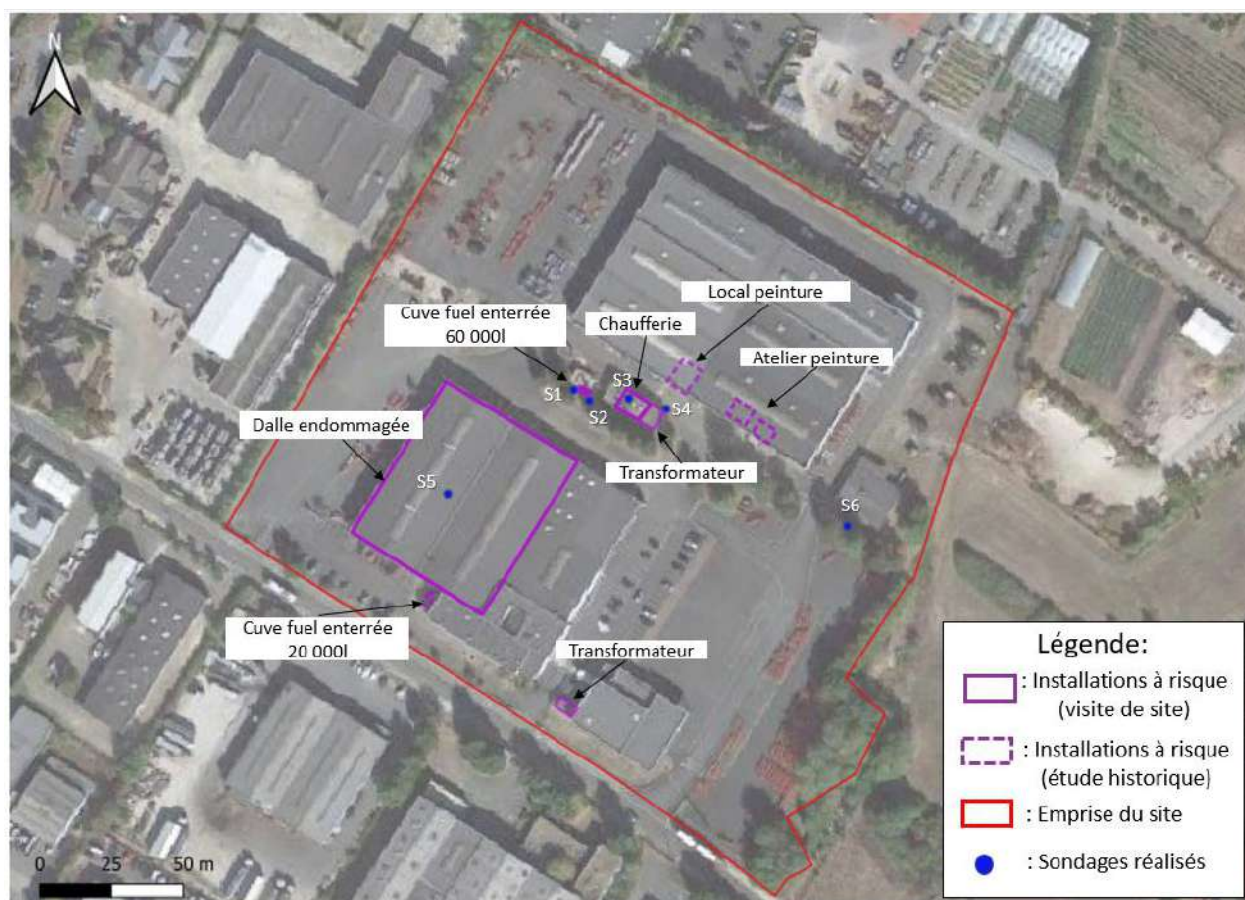 N
Local peinture
Cuve fuel enterrée
60 000l
Chaufferie
Atelier peinture
S3
S1
S2
S4
Dalle endommagée
Transformateur
S5
S6
Cuve fuel enterrée
20 000l
Transformateur
Légende:
: Installations à risque
(visite de site)
: Installations à risque
(étude historique)
: Emprise du site
: Sondages réalisés
0 25 50 m